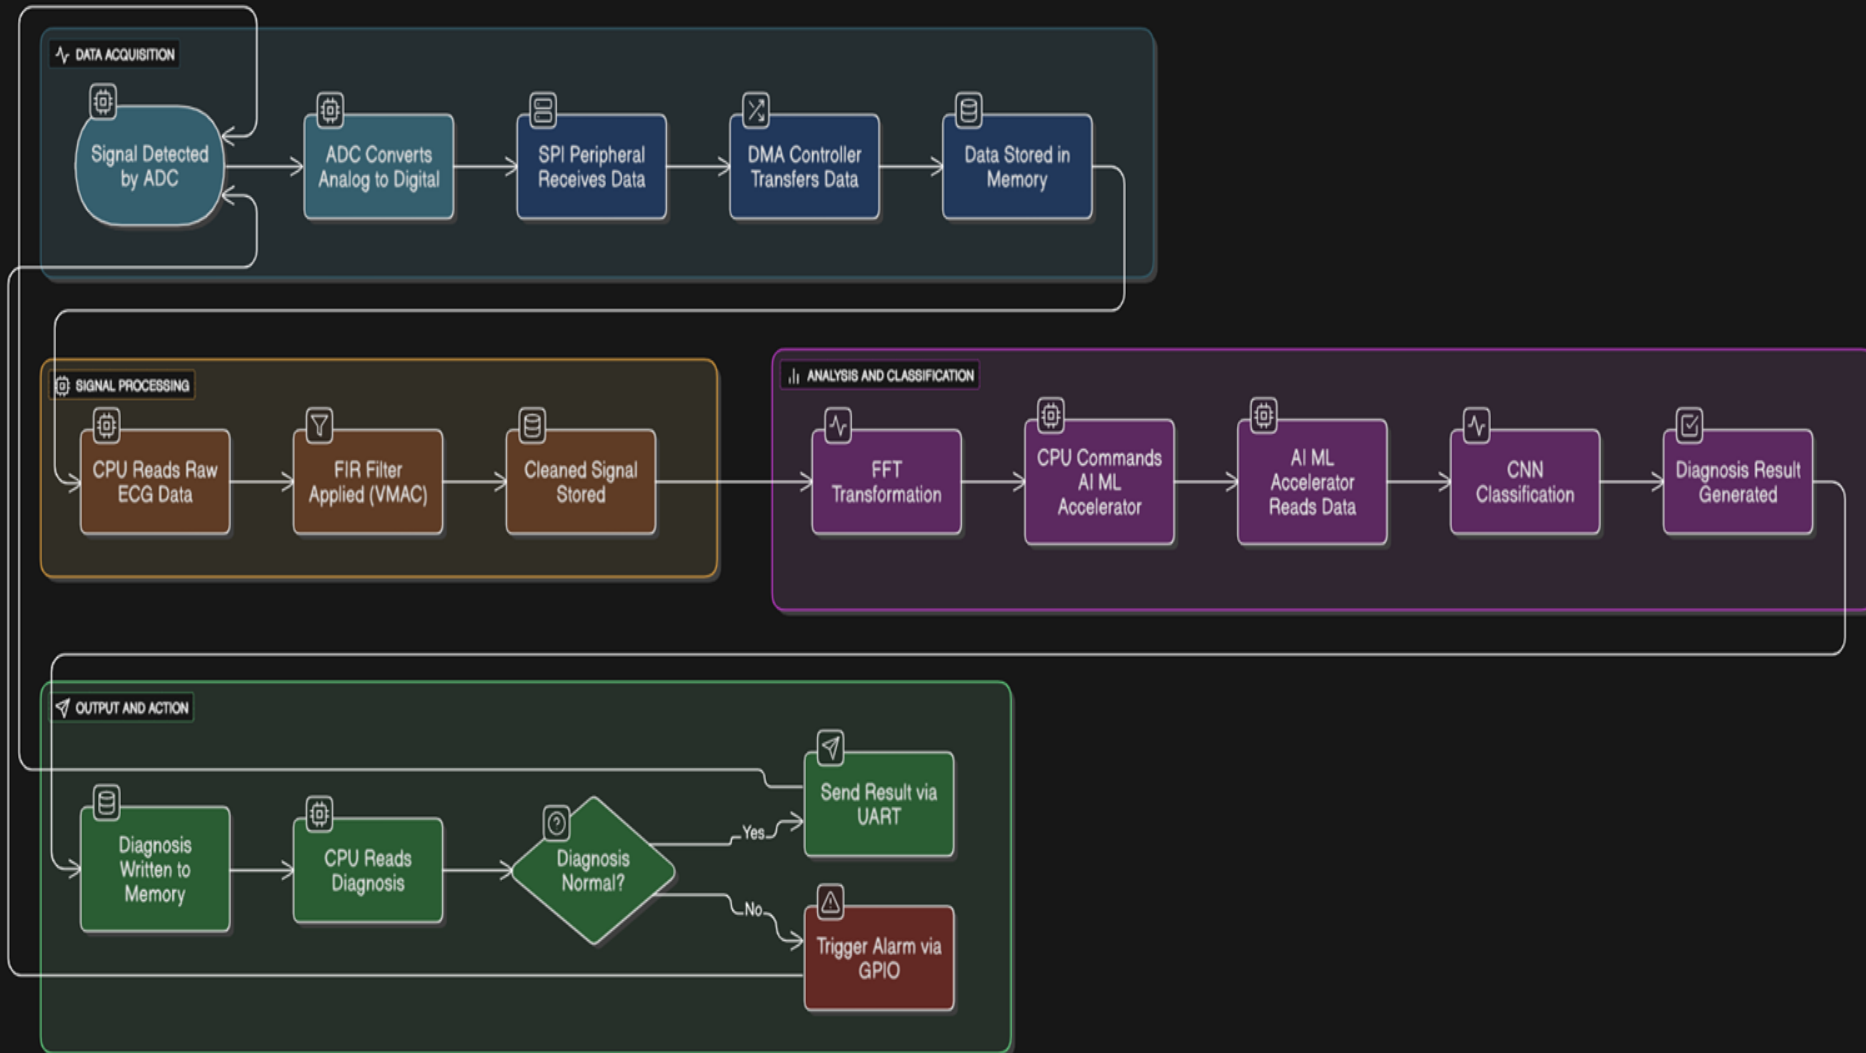 DATA ACQUISITION
Signal Detected
by ADC
ADC Converts
Analog to Digital
SPI Peripheral
Receives Data
DMA Controller
Transfers Data
Data Stored in
Memory
SIGNAL PROCESSING
CPU Reads Raw
ECG Data
FIR Filter
Applied (VMAC)
Cleaned Signal
Stored
ANALYSIS AND CLASSIFICATION
FFT
Transformation
CPU Commands
AI ML
Accelerator
AI ML
Accelerator
Reads Data
CNN
Classification
Diagnosis Result
Generated
OUTPUT AND ACTION
Diagnosis
Written to
Memory
CPU Reads
Diagnosis
Diagnosis
Normal?
Yes
Send Result via
UART
No
Trigger Alarm via
GPIO